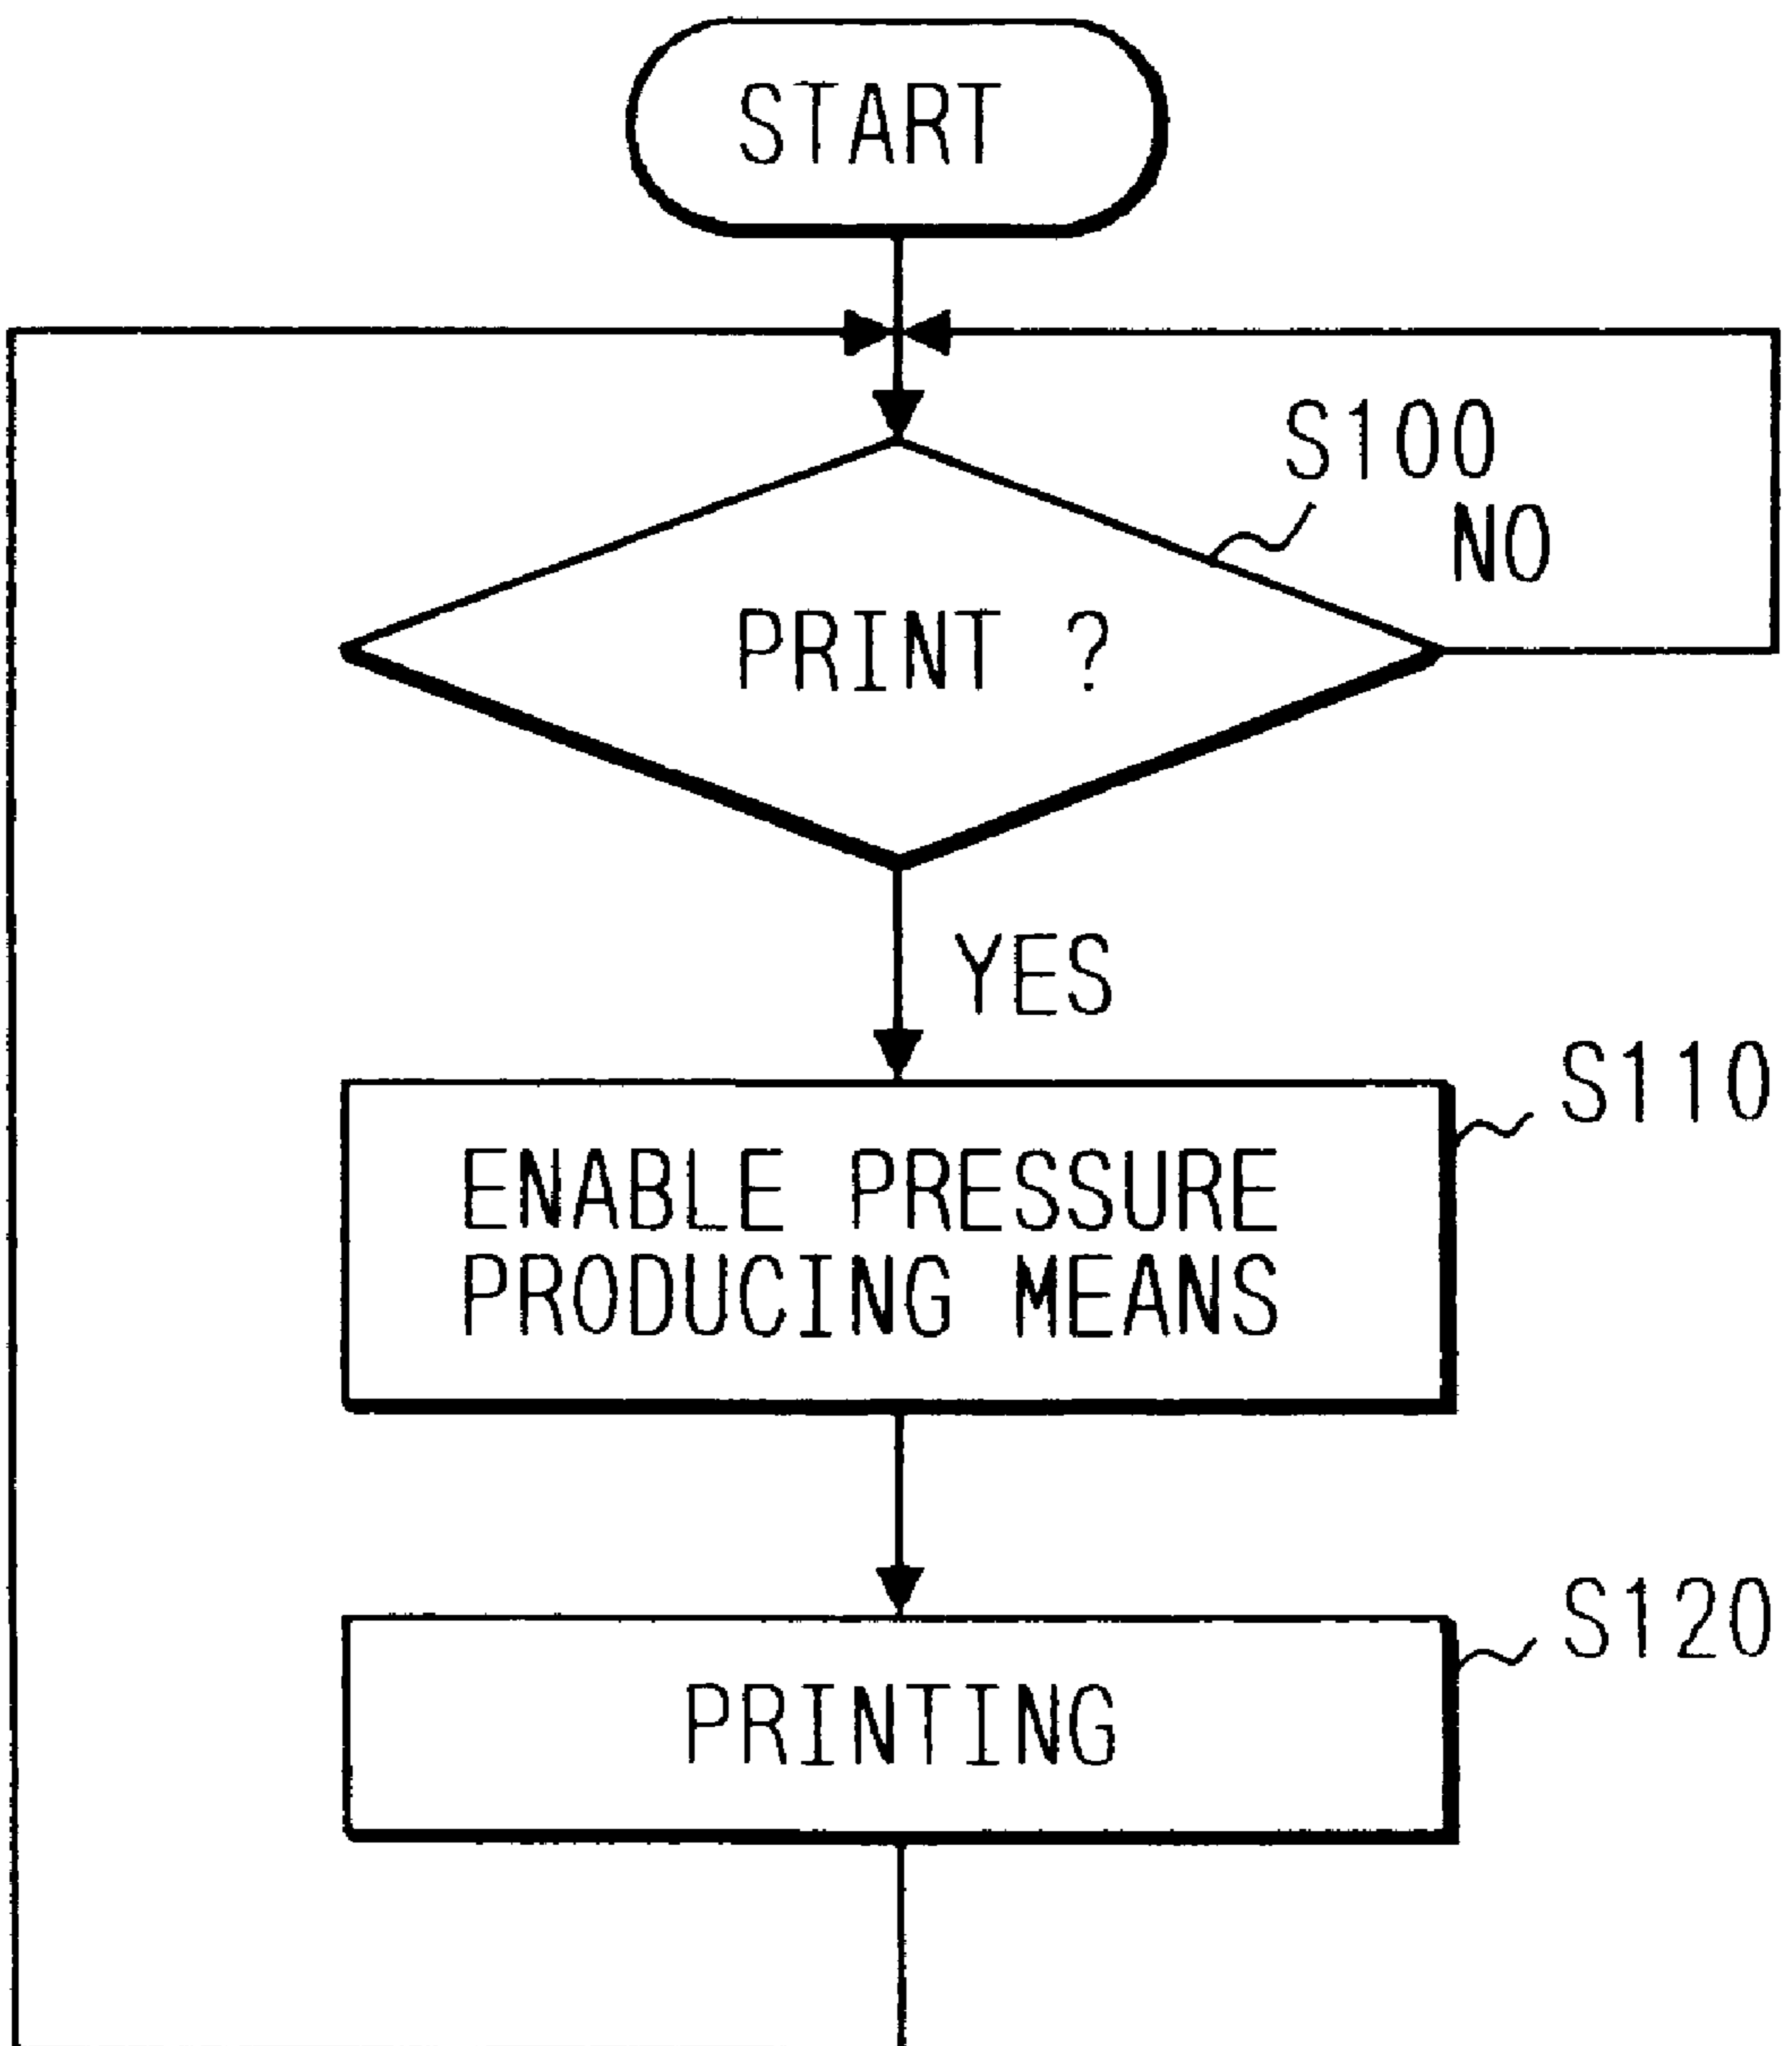 START
S100
NO
PRINT ?
YES
S110
ENABLE PRESSURE
PRODUCING MEANS
S120
PRINTING